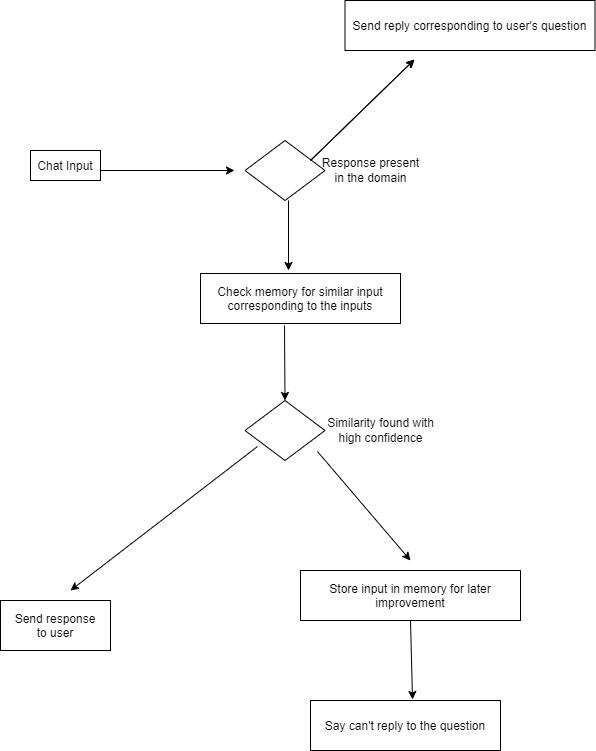 Send reply corresponding to user's question
Chat Input
Response present
in the domain
Check memory for similar input
corresponding to the inputs
Similarity found with
high confidence
Store input in memory for later
improvement
Send response
to user
Say can't reply to the question